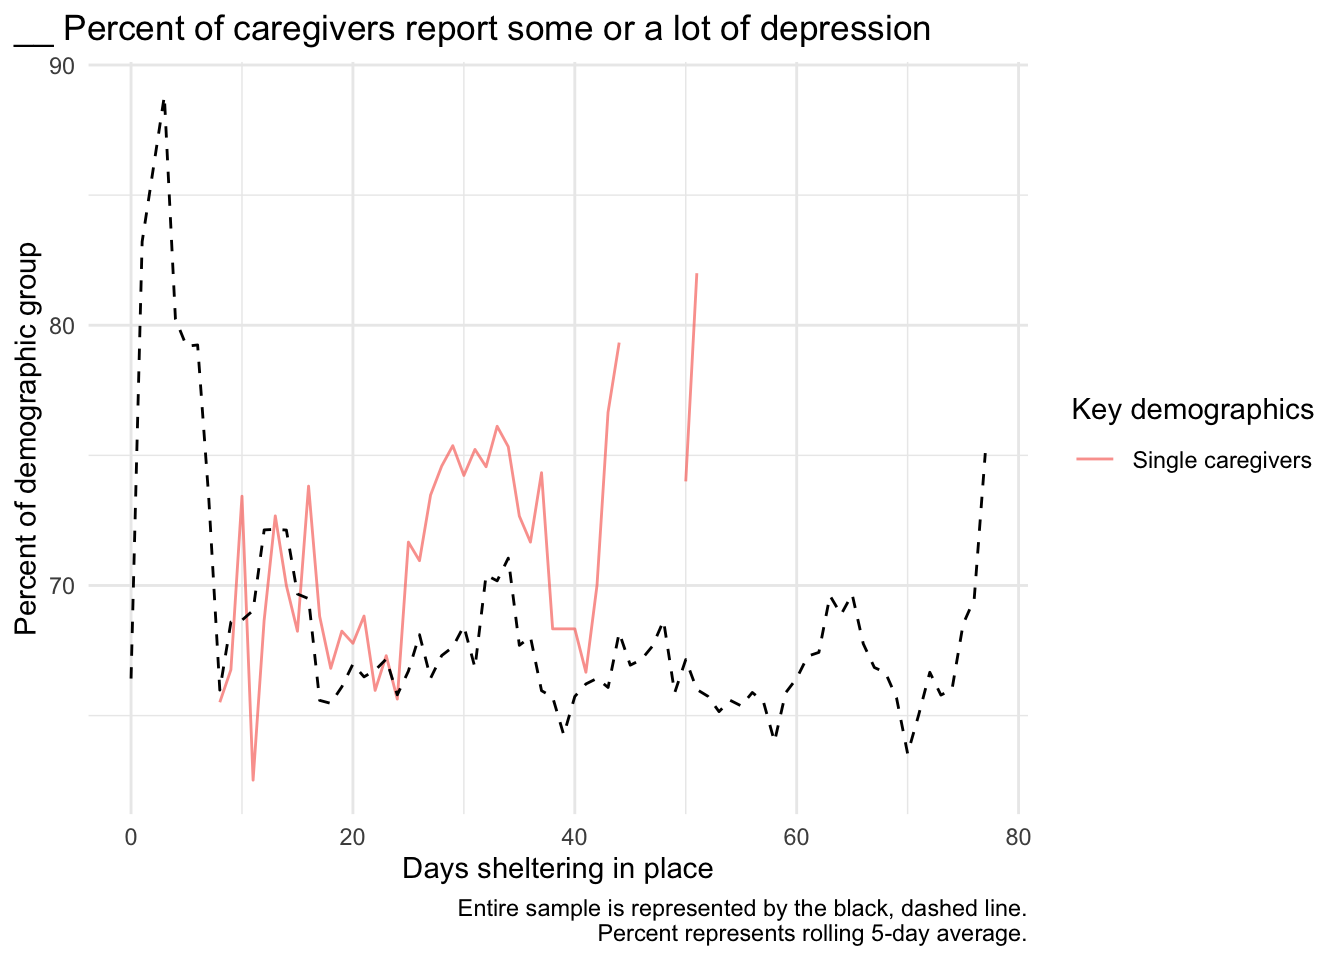 __ Percent of caregivers report some or a lot of depression
Percent of demographic group
90
80
70
0 20 40 60 80
Days sheltering in place
Key demographics
Single caregivers
Entire sample is represented by the black, dashed line.
Percent represents rolling 5-day average.